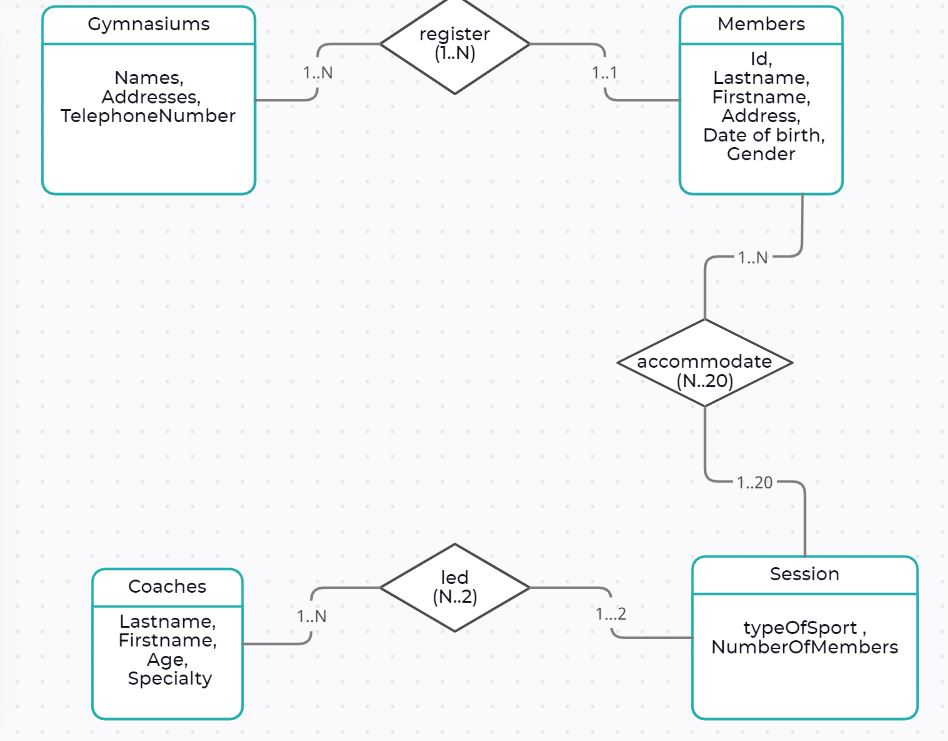 Gymnasiums
Names,
Addresses,
TelephoneNumber
1..N
register
(1..N)
1..1
Members
Id,
Lastname,
Firstname,
Address,
Date of birth,
Gender
1..N
accommodate
(N..20)
1..20
Coaches
Lastname,
Firstname,
Age,
Specialty
1..N
led
(N..2)
1...2
Session
typeOfSport ,
NumberOfMembers